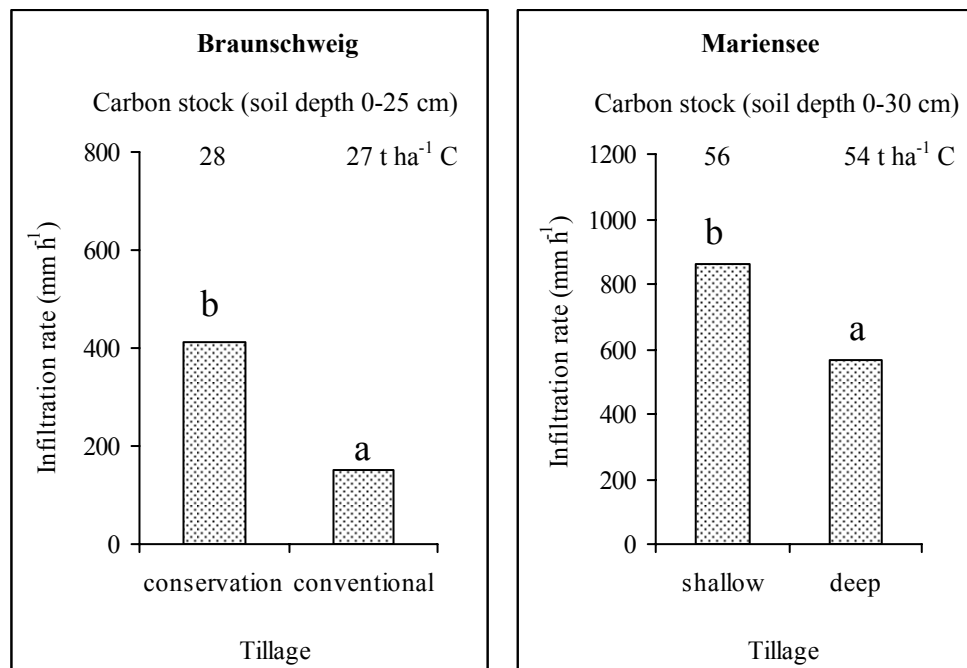 Braunschweig
Carbon stock (soil depth 0-25 cm)
28 27 t ha⁻¹ C
800
600
400
200
0
Infiltration rate (mm h⁻¹)
b
a
conservation conventional
Tillage
Mariensee
Carbon stock (soil depth 0-30 cm)
56 54 t ha⁻¹ C
1200
1000
800
600
400
200
0
Infiltration rate (mm h⁻¹)
b
a
shallow deep
Tillage